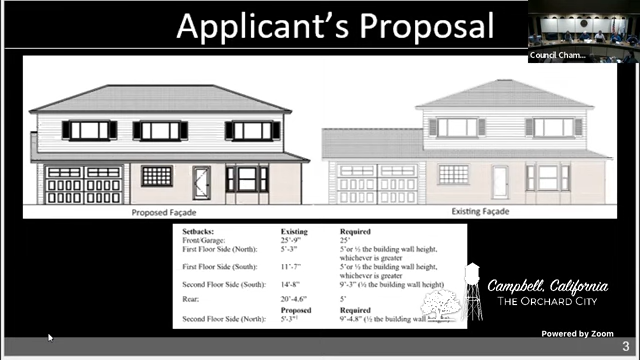 Applicant's Proposal
Council Cham...
Proposed Façade
Existing Façade
Setbacks: Existing Required
Front/Garage: 25'-9" 25'
First Floor Side (North): 5'-3" 5'or ½ the building wall height,
whichever is greater
First Floor Side (South): 11'-7" 5'or ½ the building wall height,
whichever is greater
Second Floor Side (South): 14'-8" 9'-3" (½ the building wall height)
Rear: 20'-4.6" 5'
Proposed Required
Second Floor Side (North): 5'-3" 9'-4.8" (½ the building wall
Campbell, California
THE ORCHARD CITY
Powered by Zoom
3